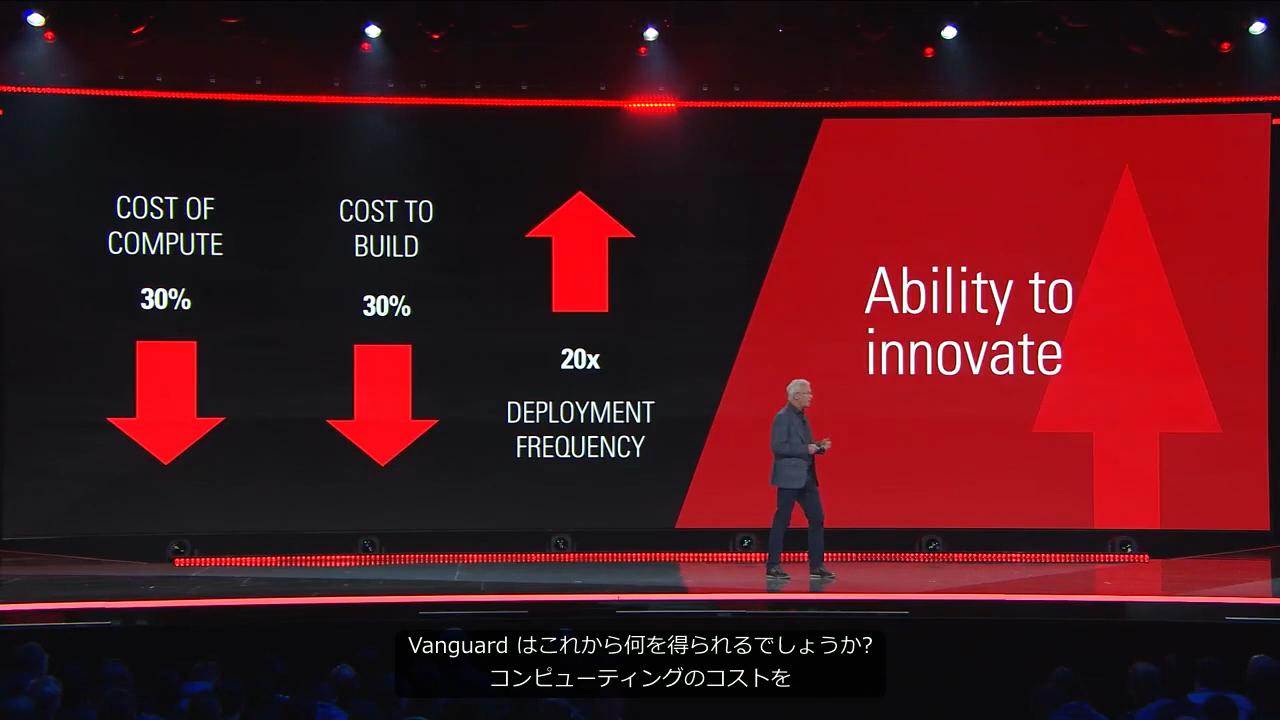 COST OF
COMPUTE
30%
COST TO
BUILD
30%
20x
DEPLOYMENT
FREQUENCY
Ability to
innovate
Vanguard はこれから何を得られるでしょうか?
コンピューティングのコストを